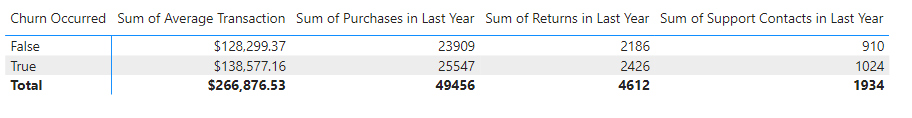 Churn Occurred Sum of Average Transaction Sum of Purchases in Last Year Sum of Returns in Last Year Sum of Support Contacts in Last Year
False $128,299.37 23909 2186 910
True $138,577.16 25547 2426 1024
Total $266,876.53 49456 4612 1934